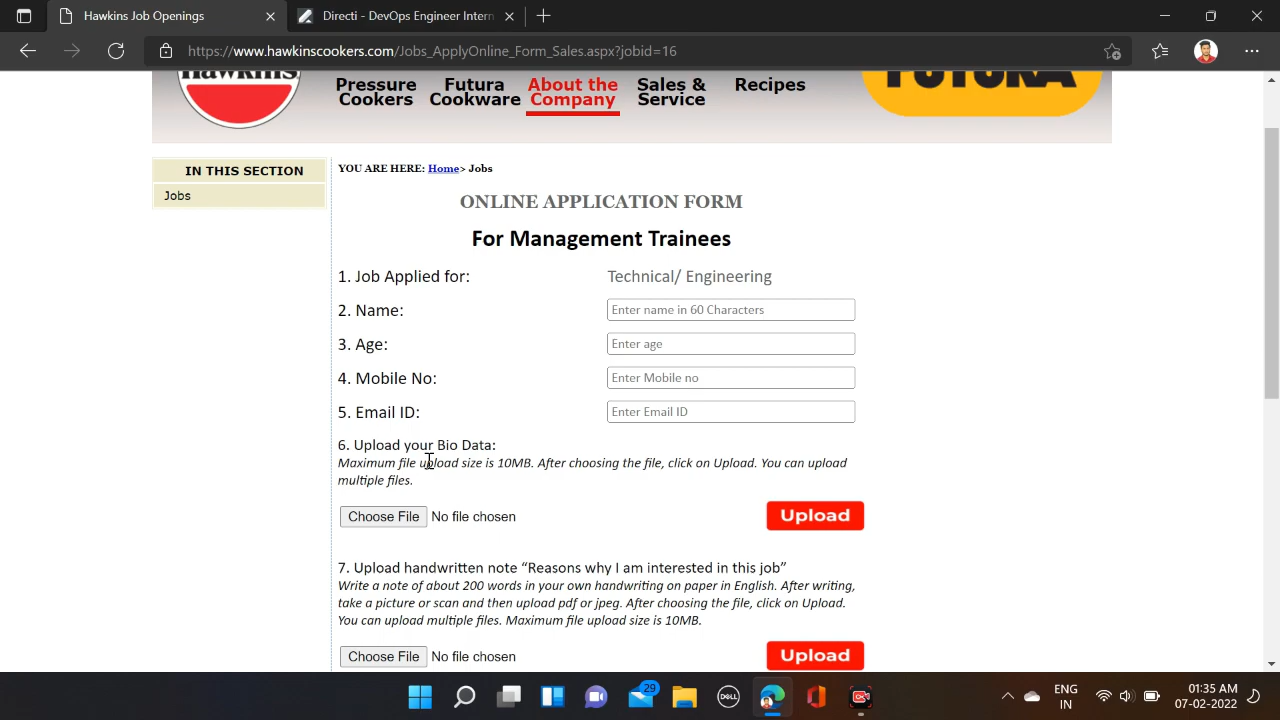 Hawkins Job Openings
Directi - DevOps Engineer Intern
https://www.hawkinscookers.com/Jobs_ApplyOnline_Form_Sales.aspx?jobid=16
Hawkins
Pressure Cookers
Futura Cookware
About the Company
Sales & Service
Recipes
FUTURA
IN THIS SECTION
Jobs
YOU ARE HERE: Home> Jobs
ONLINE APPLICATION FORM
For Management Trainees
1. Job Applied for: Technical/ Engineering
2. Name: Enter name in 60 Characters
3. Age: Enter age
4. Mobile No: Enter Mobile no
5. Email ID: Enter Email ID
6. Upload your Bio Data:
Maximum file upload size is 10MB. After choosing the file, click on Upload. You can upload
multiple files.
Choose File No file chosen Upload
7. Upload handwritten note “Reasons why I am interested in this job”
Write a note of about 200 words in your own handwriting on paper in English. After writing,
take a picture or scan and then upload pdf or jpeg. After choosing the file, click on Upload.
You can upload multiple files. Maximum file upload size is 10MB.
Choose File No file chosen Upload
29
DELL
ENG
IN
01:35 AM
07-02-2022